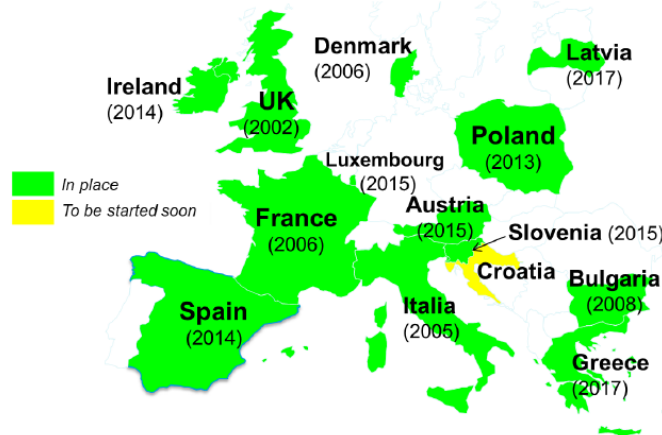 Denmark
(2006)
Latvia
(2017)
Ireland
(2014)
UK
(2002)
Poland
(2013)
Luxembourg
(2015)
In place
To be started soon
France
(2006)
Austria
(2015)
Slovenia (2015)
Croatia
Bulgaria
(2008)
Spain
(2014)
Italia
(2005)
Greece
(2017)